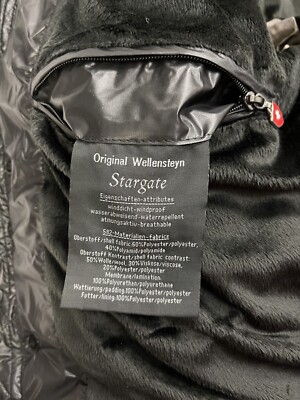 Original Wellensteyn
Stargate
Eigenschaften-attributes
winddicht-windproof
wasserabweisend-waterrepellent
atmungsaktiv-breathable
582-Materialien-fabrics
Oberstoff/shell fabric:60%Polyester/polyester,
40%Polyamid/polyamide
Oberstoff Kontrast/shell fabric contrast:
50%Wolle/wool, 30%Viskose/viscose,
20%Polyester/polyester
Membrane/lamination:
100%Polyurethan/polyurethane
Wattierung/padding:100%Polyester/polyester
Futter/lining:100%Polyester/polyester